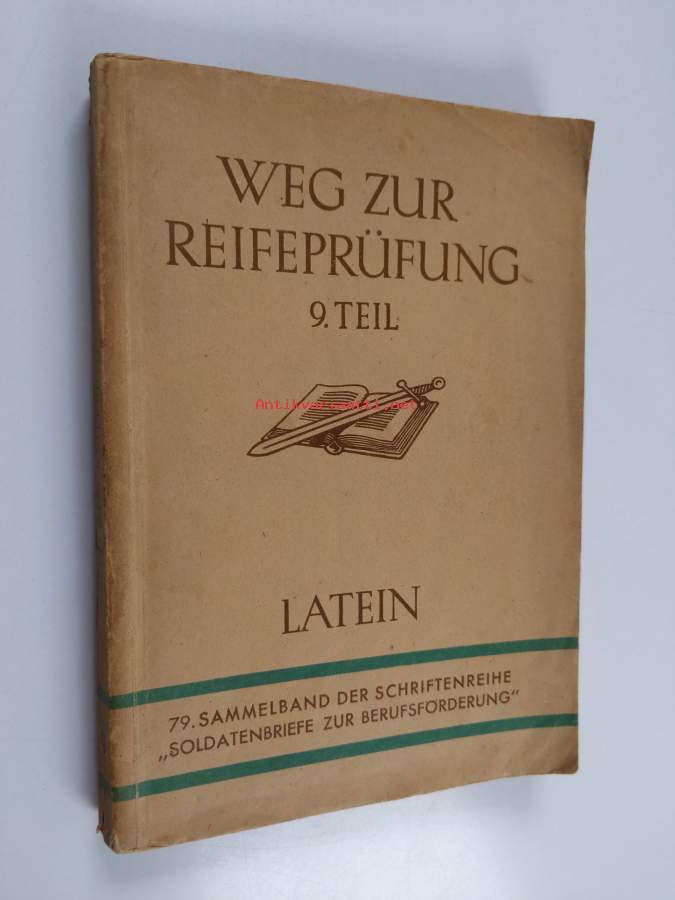 WEG ZUR
REIFEPRÜFUNG
9. TEIL
Antikvariaatti.net
LATEIN
79. SAMMELBAND DER SCHRIFTENREIHE
„SOLDATENBRIEFE ZUR BERUFSFÖRDERUNG“